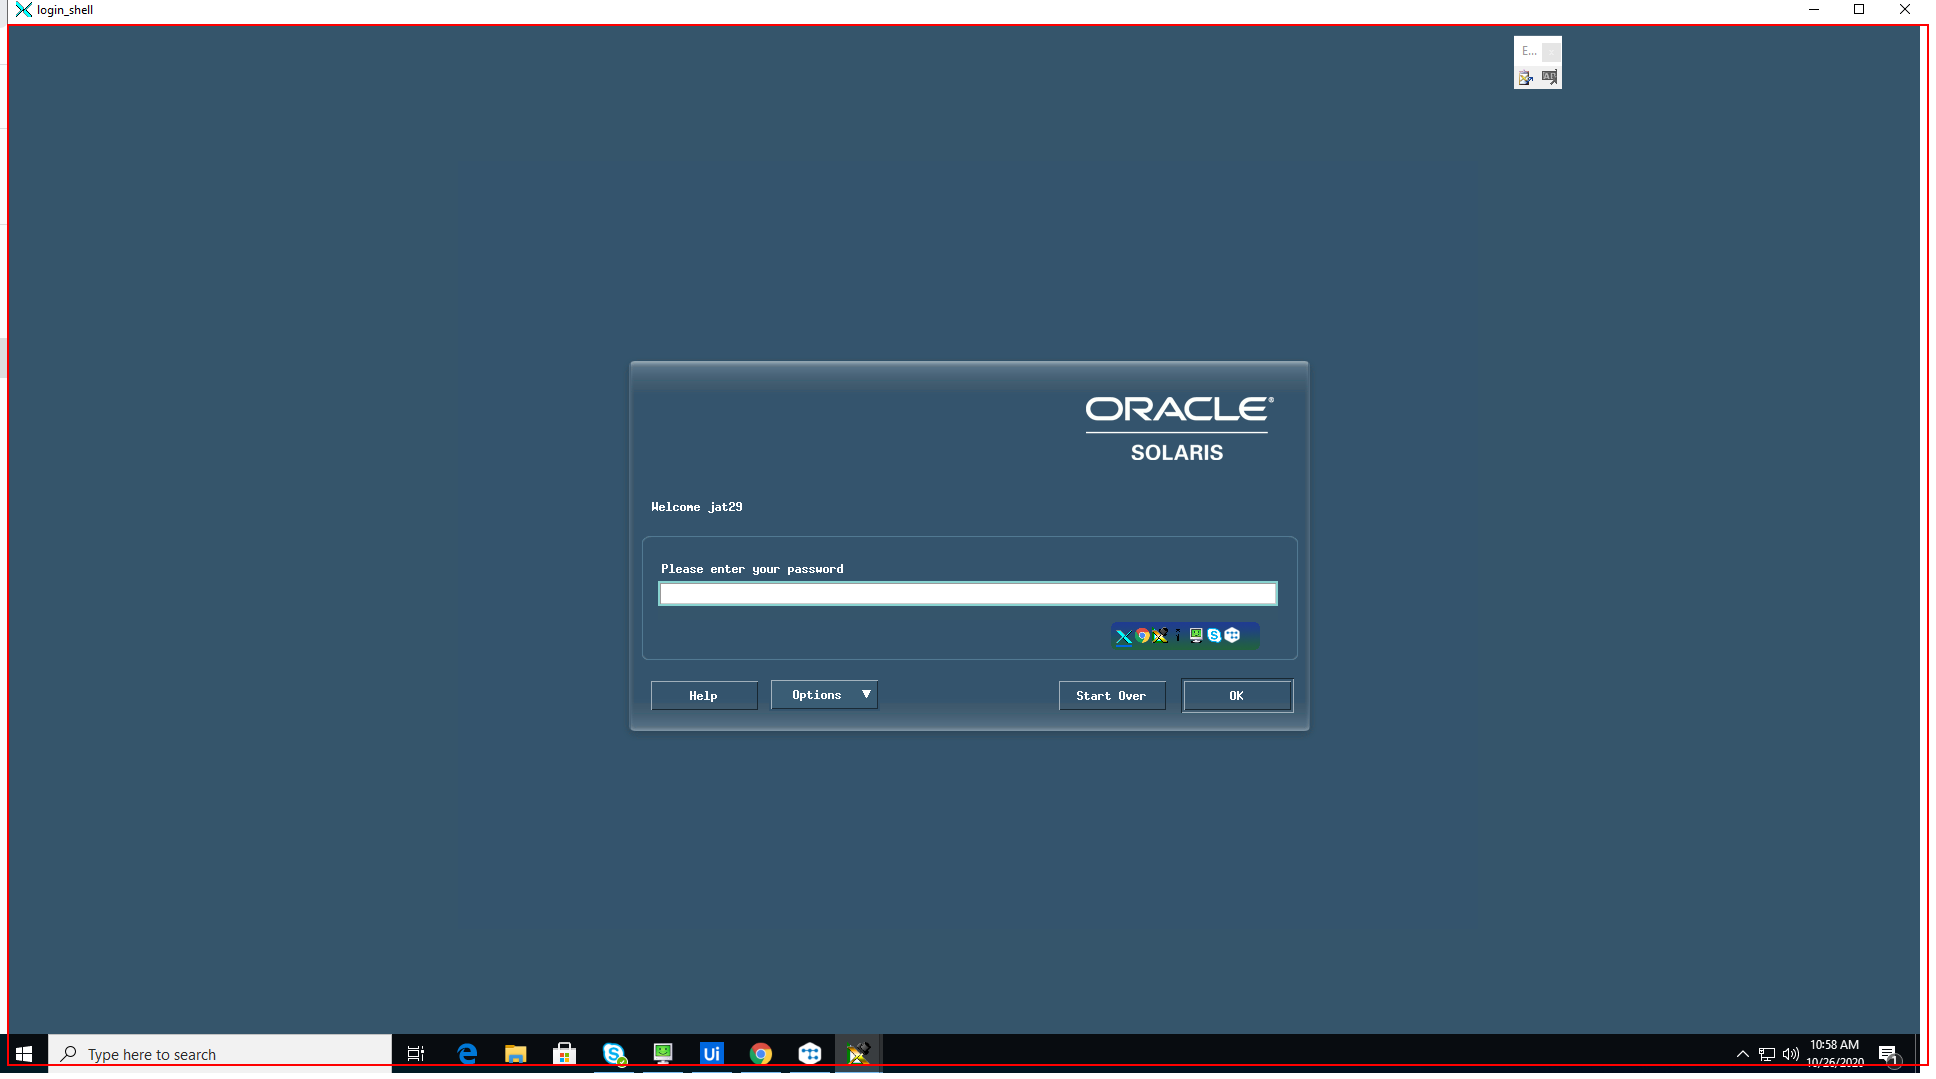 login_shell
E...
ORACLE®
SOLARIS
Welcome jat29
Please enter your password
Help
Options
Start Over
OK
Type here to search
Ui
10:58 AM
10/26/2020
1